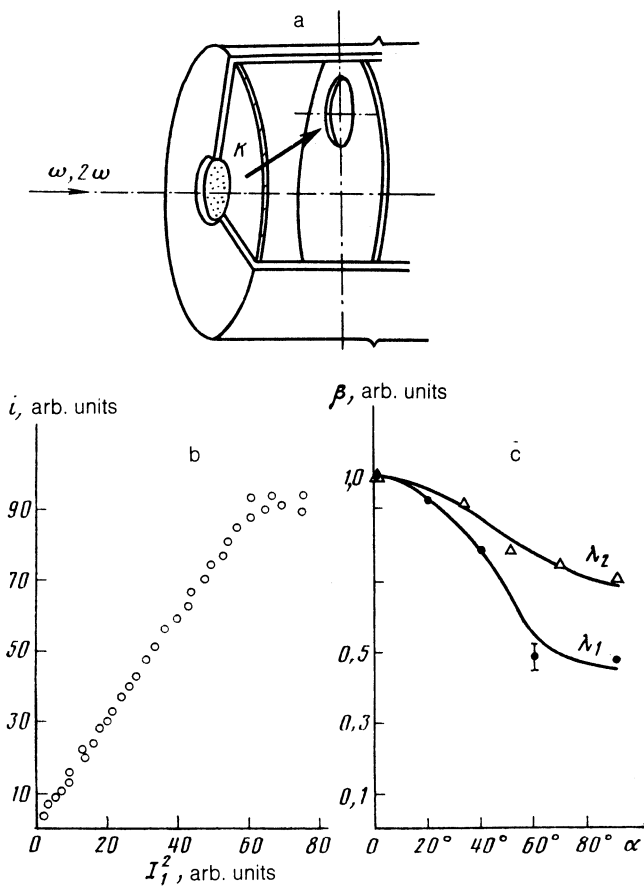 a
K
ω, 2ω
i, arb. units
b
90
70
50
30
10
0 20 40 60 80
I₁², arb. units
β, arb. units
c
1,0
λ₂
0,5
λ₁
0,3
0,1
0 20° 40° 60° 80° α